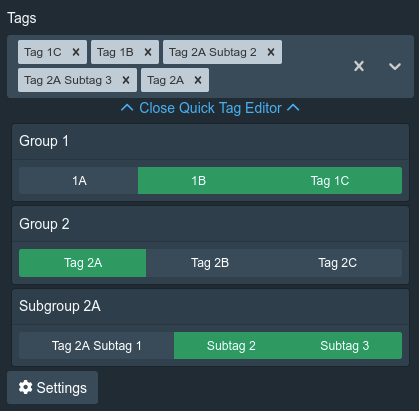 Tags
Tag 1C × Tag 1B × Tag 2A Subtag 2 ×
Tag 2A Subtag 3 × Tag 2A ×
Close Quick Tag Editor
Group 1
1A 1B Tag 1C
Group 2
Tag 2A Tag 2B Tag 2C
Subgroup 2A
Tag 2A Subtag 1 Subtag 2 Subtag 3
Settings